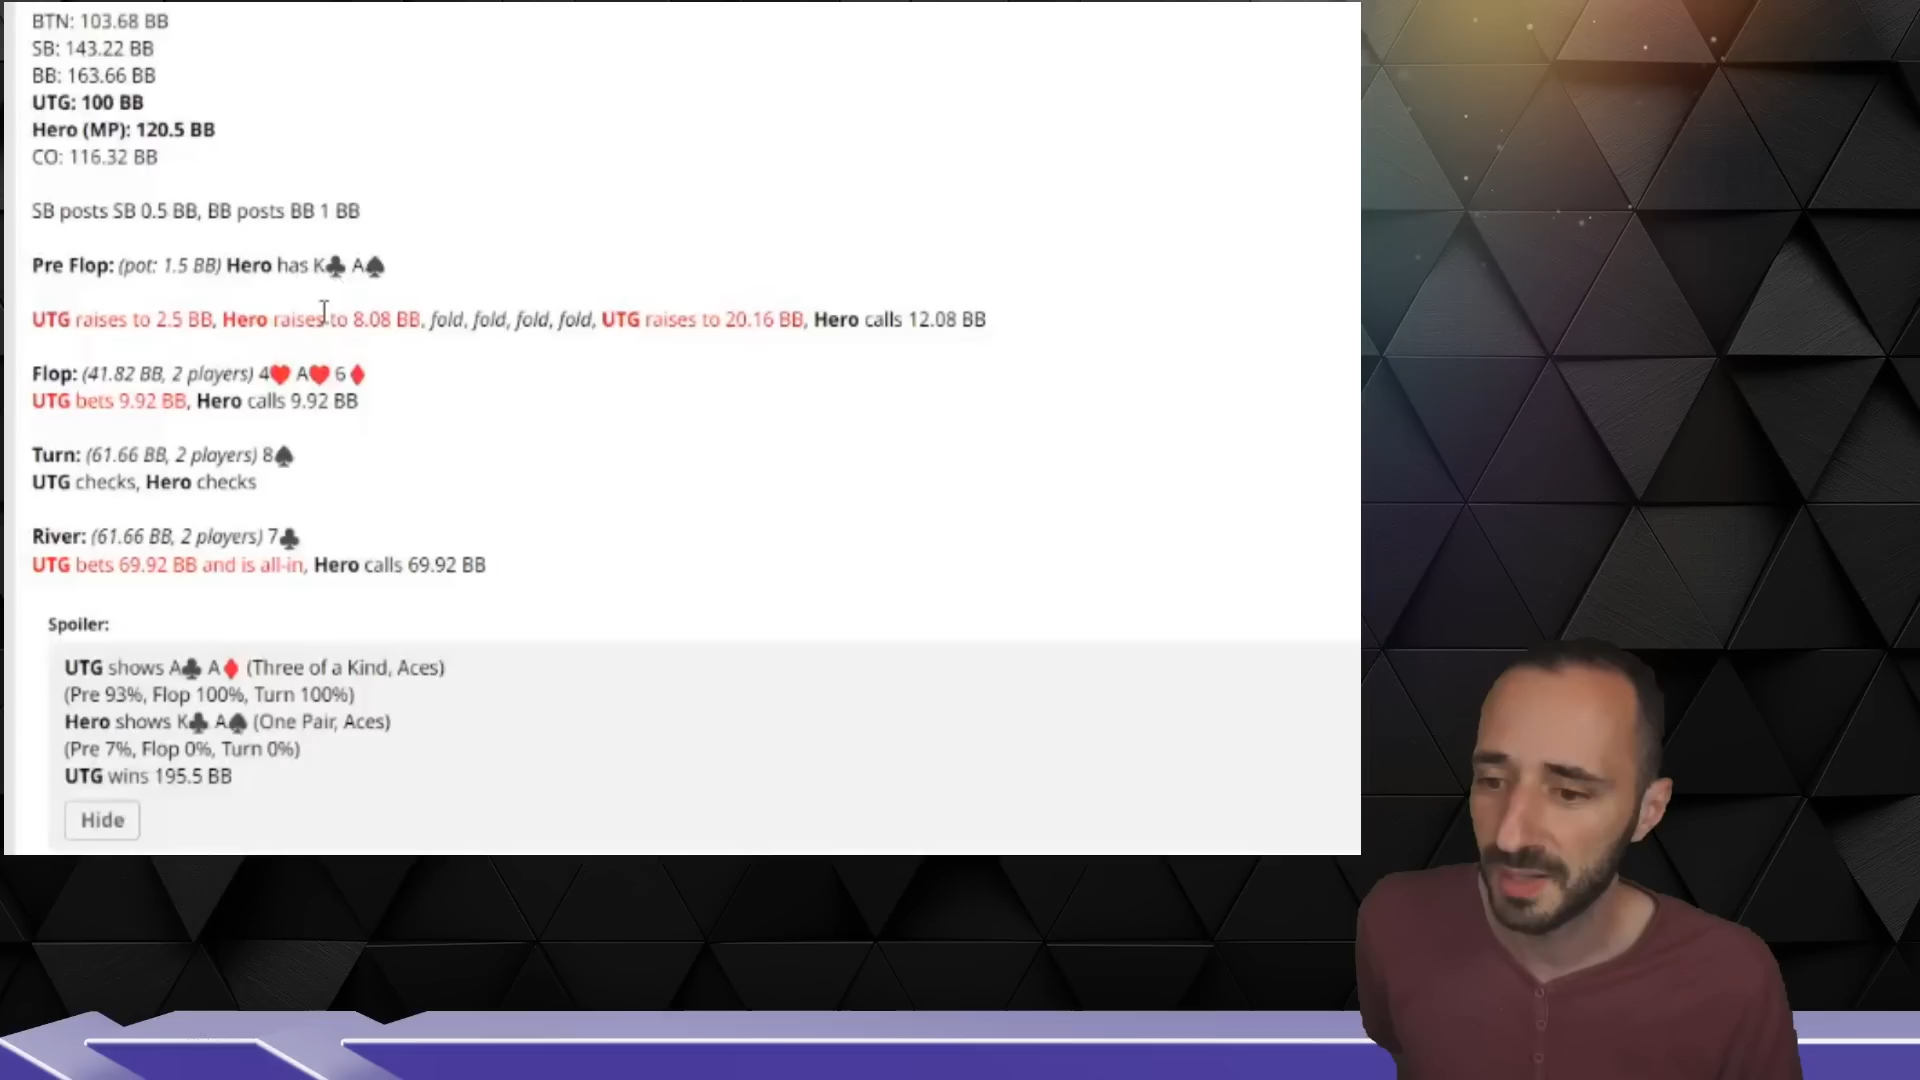 BTN: 103.68 BB
SB: 143.22 BB
BB: 163.66 BB
UTG: 100 BB
Hero (MP): 120.5 BB
CO: 116.32 BB
SB posts SB 0.5 BB, BB posts BB 1 BB
Pre Flop: (pot: 1.5 BB) Hero has K♣ A♠
UTG raises to 2.5 BB, Hero raises to 8.08 BB, fold, fold, fold, fold, UTG raises to 20.16 BB, Hero calls 12.08 BB
Flop: (41.82 BB, 2 players) 4♥ A♥ 6♦
UTG bets 9.92 BB, Hero calls 9.92 BB
Turn: (61.66 BB, 2 players) 8♠
UTG checks, Hero checks
River: (61.66 BB, 2 players) 7♣
UTG bets 69.92 BB and is all-in, Hero calls 69.92 BB
Spoiler:
UTG shows A♣ A♦ (Three of a Kind, Aces)
(Pre 93%, Flop 100%, Turn 100%)
Hero shows K♣ A♠ (One Pair, Aces)
(Pre 7%, Flop 0%, Turn 0%)
UTG wins 195.5 BB
Hide